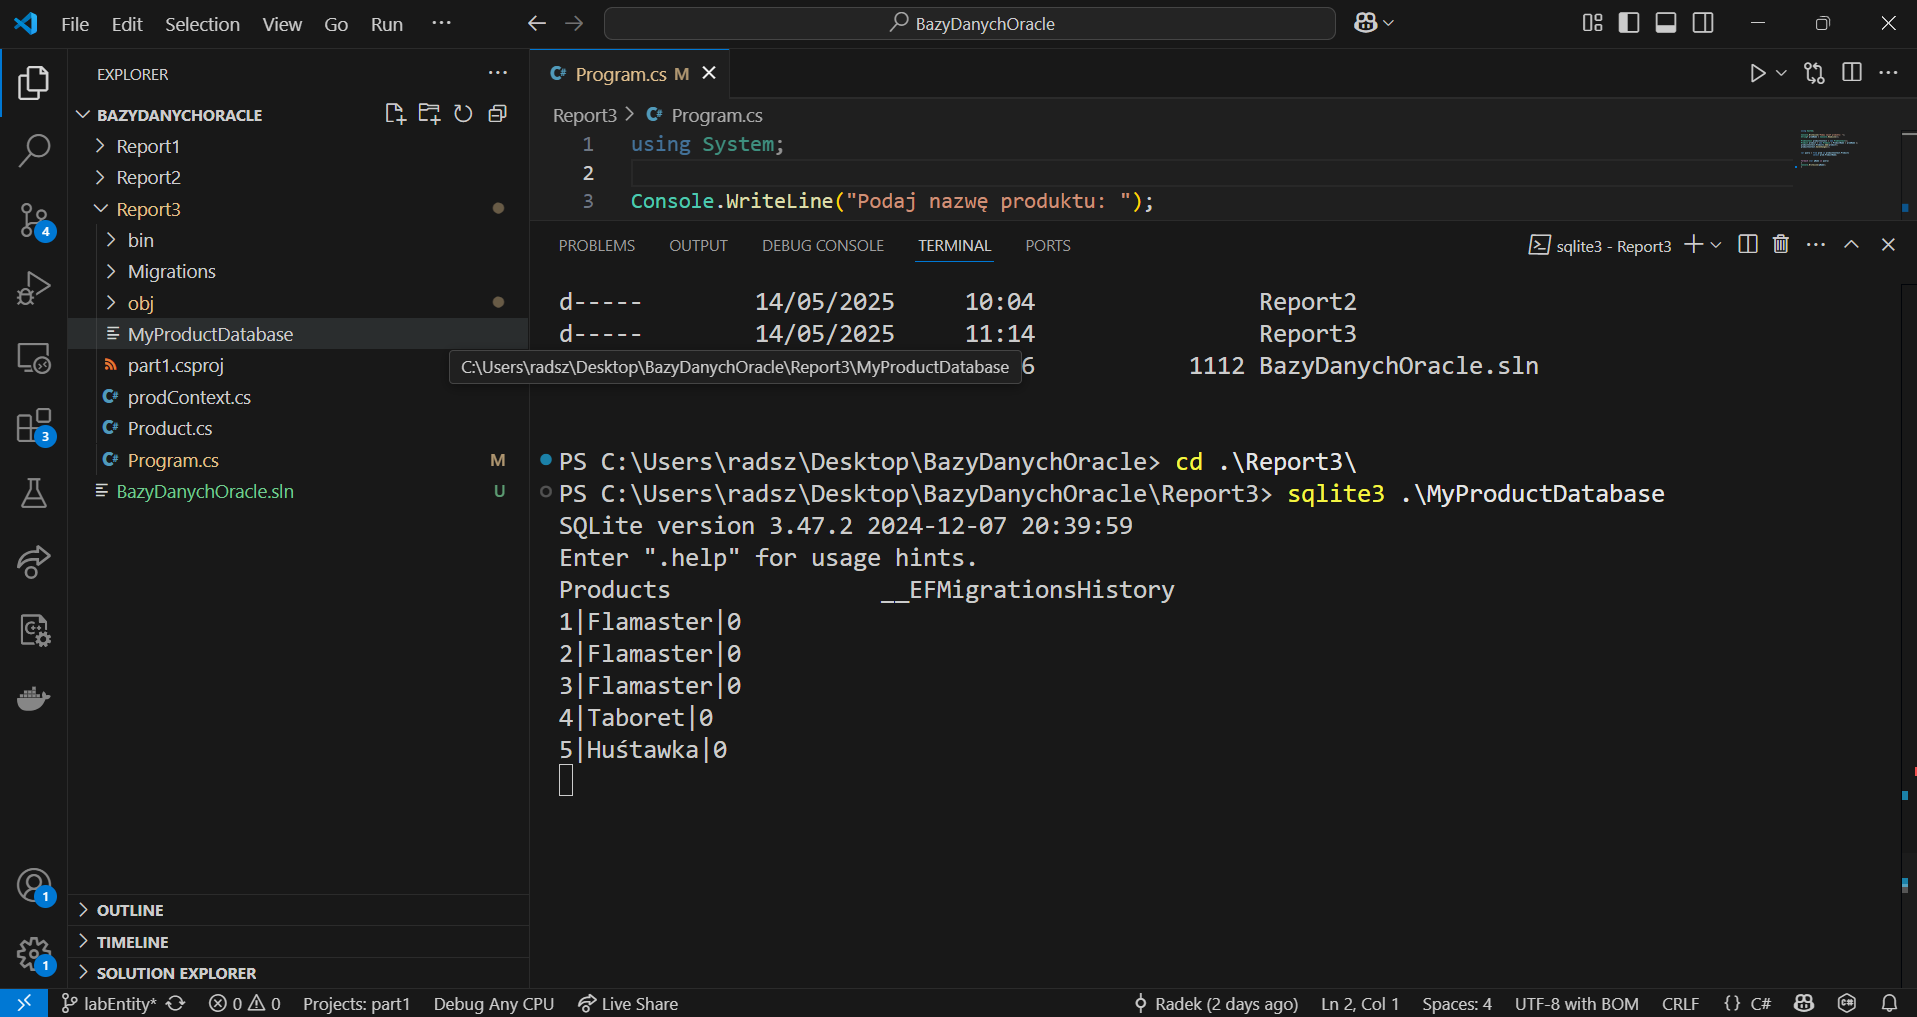 File Edit Selection View Go Run ···
BazyDanychOracle
EXPLORER
BAZYDANYCHORACLE
Report1
Report2
Report3
bin
Migrations
obj
MyProductDatabase
part1.csproj
prodContext.cs
Product.cs
Program.cs M
BazyDanychOracle.sln U
OUTLINE
TIMELINE
SOLUTION EXPLORER
4
3
1
1
Program.cs M
Report3 > Program.cs
1 using System;
2
3 Console.WriteLine("Podaj nazwę produktu: ");
PROBLEMS OUTPUT DEBUG CONSOLE TERMINAL PORTS
sqlite3 - Report3
d----- 14/05/2025 10:04 Report2
d----- 14/05/2025 11:14 Report3
C:\Users\radsz\Desktop\BazyDanychOracle\Report3\MyProductDatabase
6 1112 BazyDanychOracle.sln
PS C:\Users\radsz\Desktop\BazyDanychOracle> cd .\Report3\
PS C:\Users\radsz\Desktop\BazyDanychOracle\Report3> sqlite3 .\MyProductDatabase
SQLite version 3.47.2 2024-12-07 20:39:59
Enter ".help" for usage hints.
Products __EFMigrationsHistory
1|Flamaster|0
2|Flamaster|0
3|Flamaster|0
4|Taboret|0
5|Huśtawka|0
labEntity* 0 0 Projects: part1 Debug Any CPU Live Share Radek (2 days ago) Ln 2, Col 1 Spaces: 4 UTF-8 with BOM CRLF {} C#